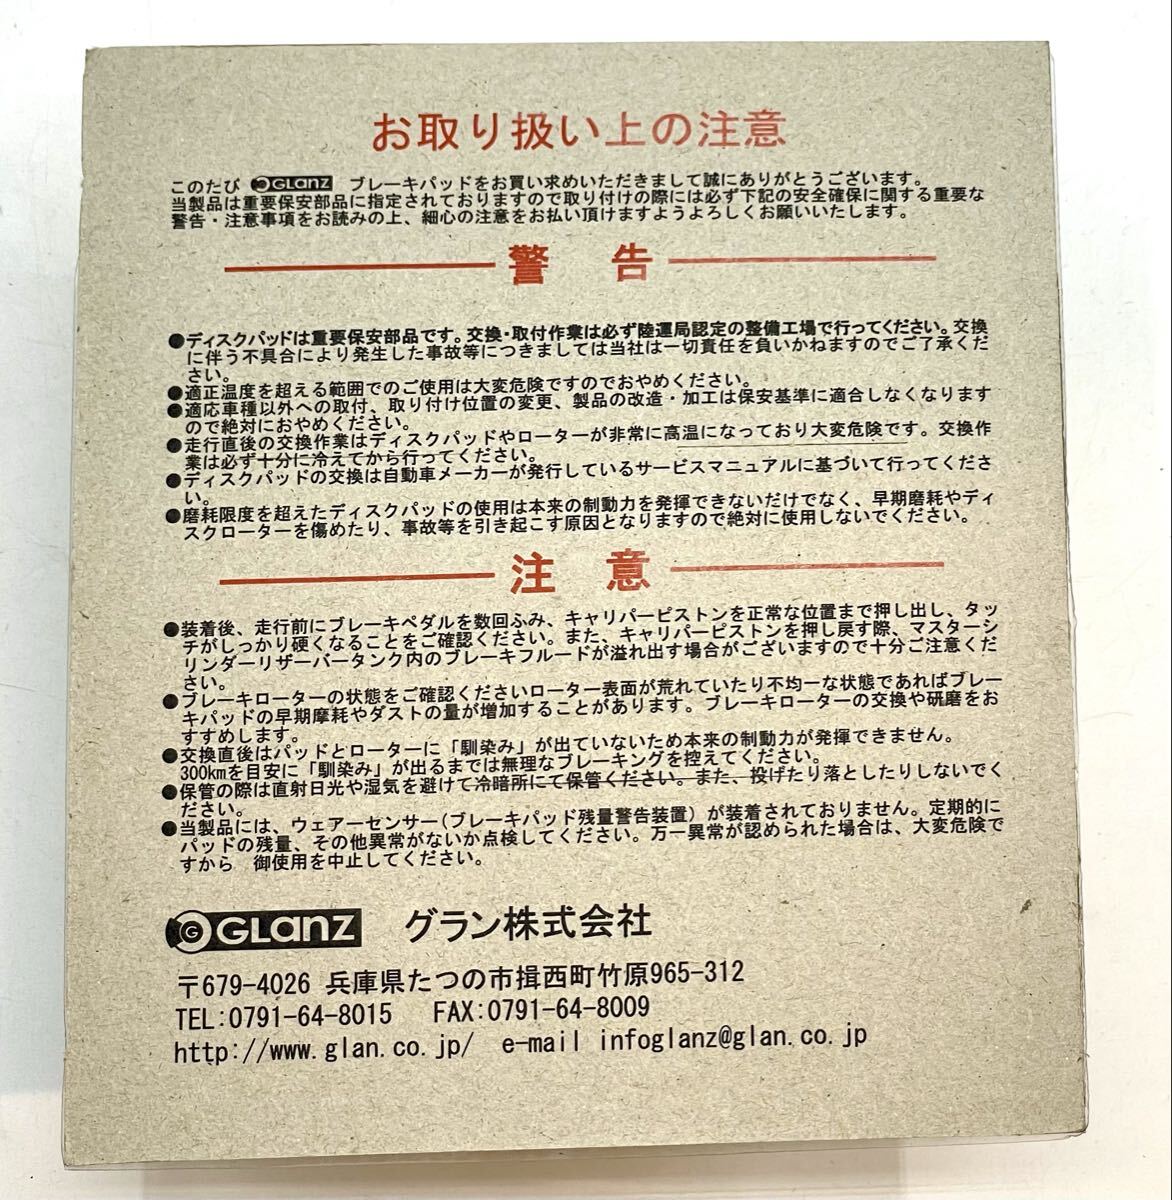 お取り扱い上の注意
このたび GLanz ブレーキパッドをお買い求めいただきまして誠にありがとうございます。
当製品は重要保安部品に指定されておりますので取り付けの際には必ず下記の安全確保に関する重要な
警告・注意事項をお読みの上、細心の注意をお払い頂けますようよろしくお願いいたします。
警 告
●ディスクパッドは重要保安部品です。交換・取付作業は必ず陸運局認定の整備工場で行ってください。交換
に伴う不具合により発生した事故等につきましては当社は一切責任を負いかねますのでご了承くだ
さい。
●適正温度を超える範囲でのご使用は大変危険ですのでおやめください。
●適応車種以外への取付、取り付け位置の変更、製品の改造・加工は保安基準に適合しなくなります
ので絶対におやめください。
●走行直後の交換作業はディスクパッドやローターが非常に高温になっており大変危険です。交換作
業は必ず十分に冷えてから行ってください。
●ディスクパッドの交換は自動車メーカーが発行しているサービスマニュアルに基づいて行ってくださ
い。
●磨耗限度を超えたディスクパッドの使用は本来の制動力を発揮できないだけでなく、早期磨耗やディ
スクローターを傷めたり、事故等を引き起こす原因となりますので絶対に使用しないでください。
注 意
●装着後、走行前にブレーキペダルを数回ふみ、キャリパーピストンを正常な位置まで押し出し、タッ
チがしっかり硬くなることをご確認ください。また、キャリパーピストンを押し戻す際、マスターシ
リンダーリザーバータンク内のブレーキフルードが溢れ出す場合がございますので十分ご注意くだ
さい。
●ブレーキローターの状態をご確認くださいローター表面が荒れていたり不均一な状態であればブレー
キパッドの早期摩耗やダストの量が増加することがあります。ブレーキローターの交換や研磨をお
すすめします。
●交換直後はパッドとローターに「馴染み」が出ていないため本来の制動力が発揮できません。
300kmを目安に「馴染み」が出るまでは無理なブレーキングを控えてください。
●保管の際は直射日光や湿気を避けて冷暗所にて保管ください。また、投げたり落としたりしないでく
ださい。
●当製品には、ウェアーセンサー(ブレーキパッド残量警告装置)が装着されておりません。定期的に
パッドの残量、その他異常がないか点検してください。万一異常が認められた場合は、大変危険で
すから 御使用を中止してください。
G GLanz グラン株式会社
〒679-4026 兵庫県たつの市揖西町竹原965-312
TEL:0791-64-8015 FAX:0791-64-8009
http://www.glan.co.jp/ e-mail infoglanz@glan.co.jp